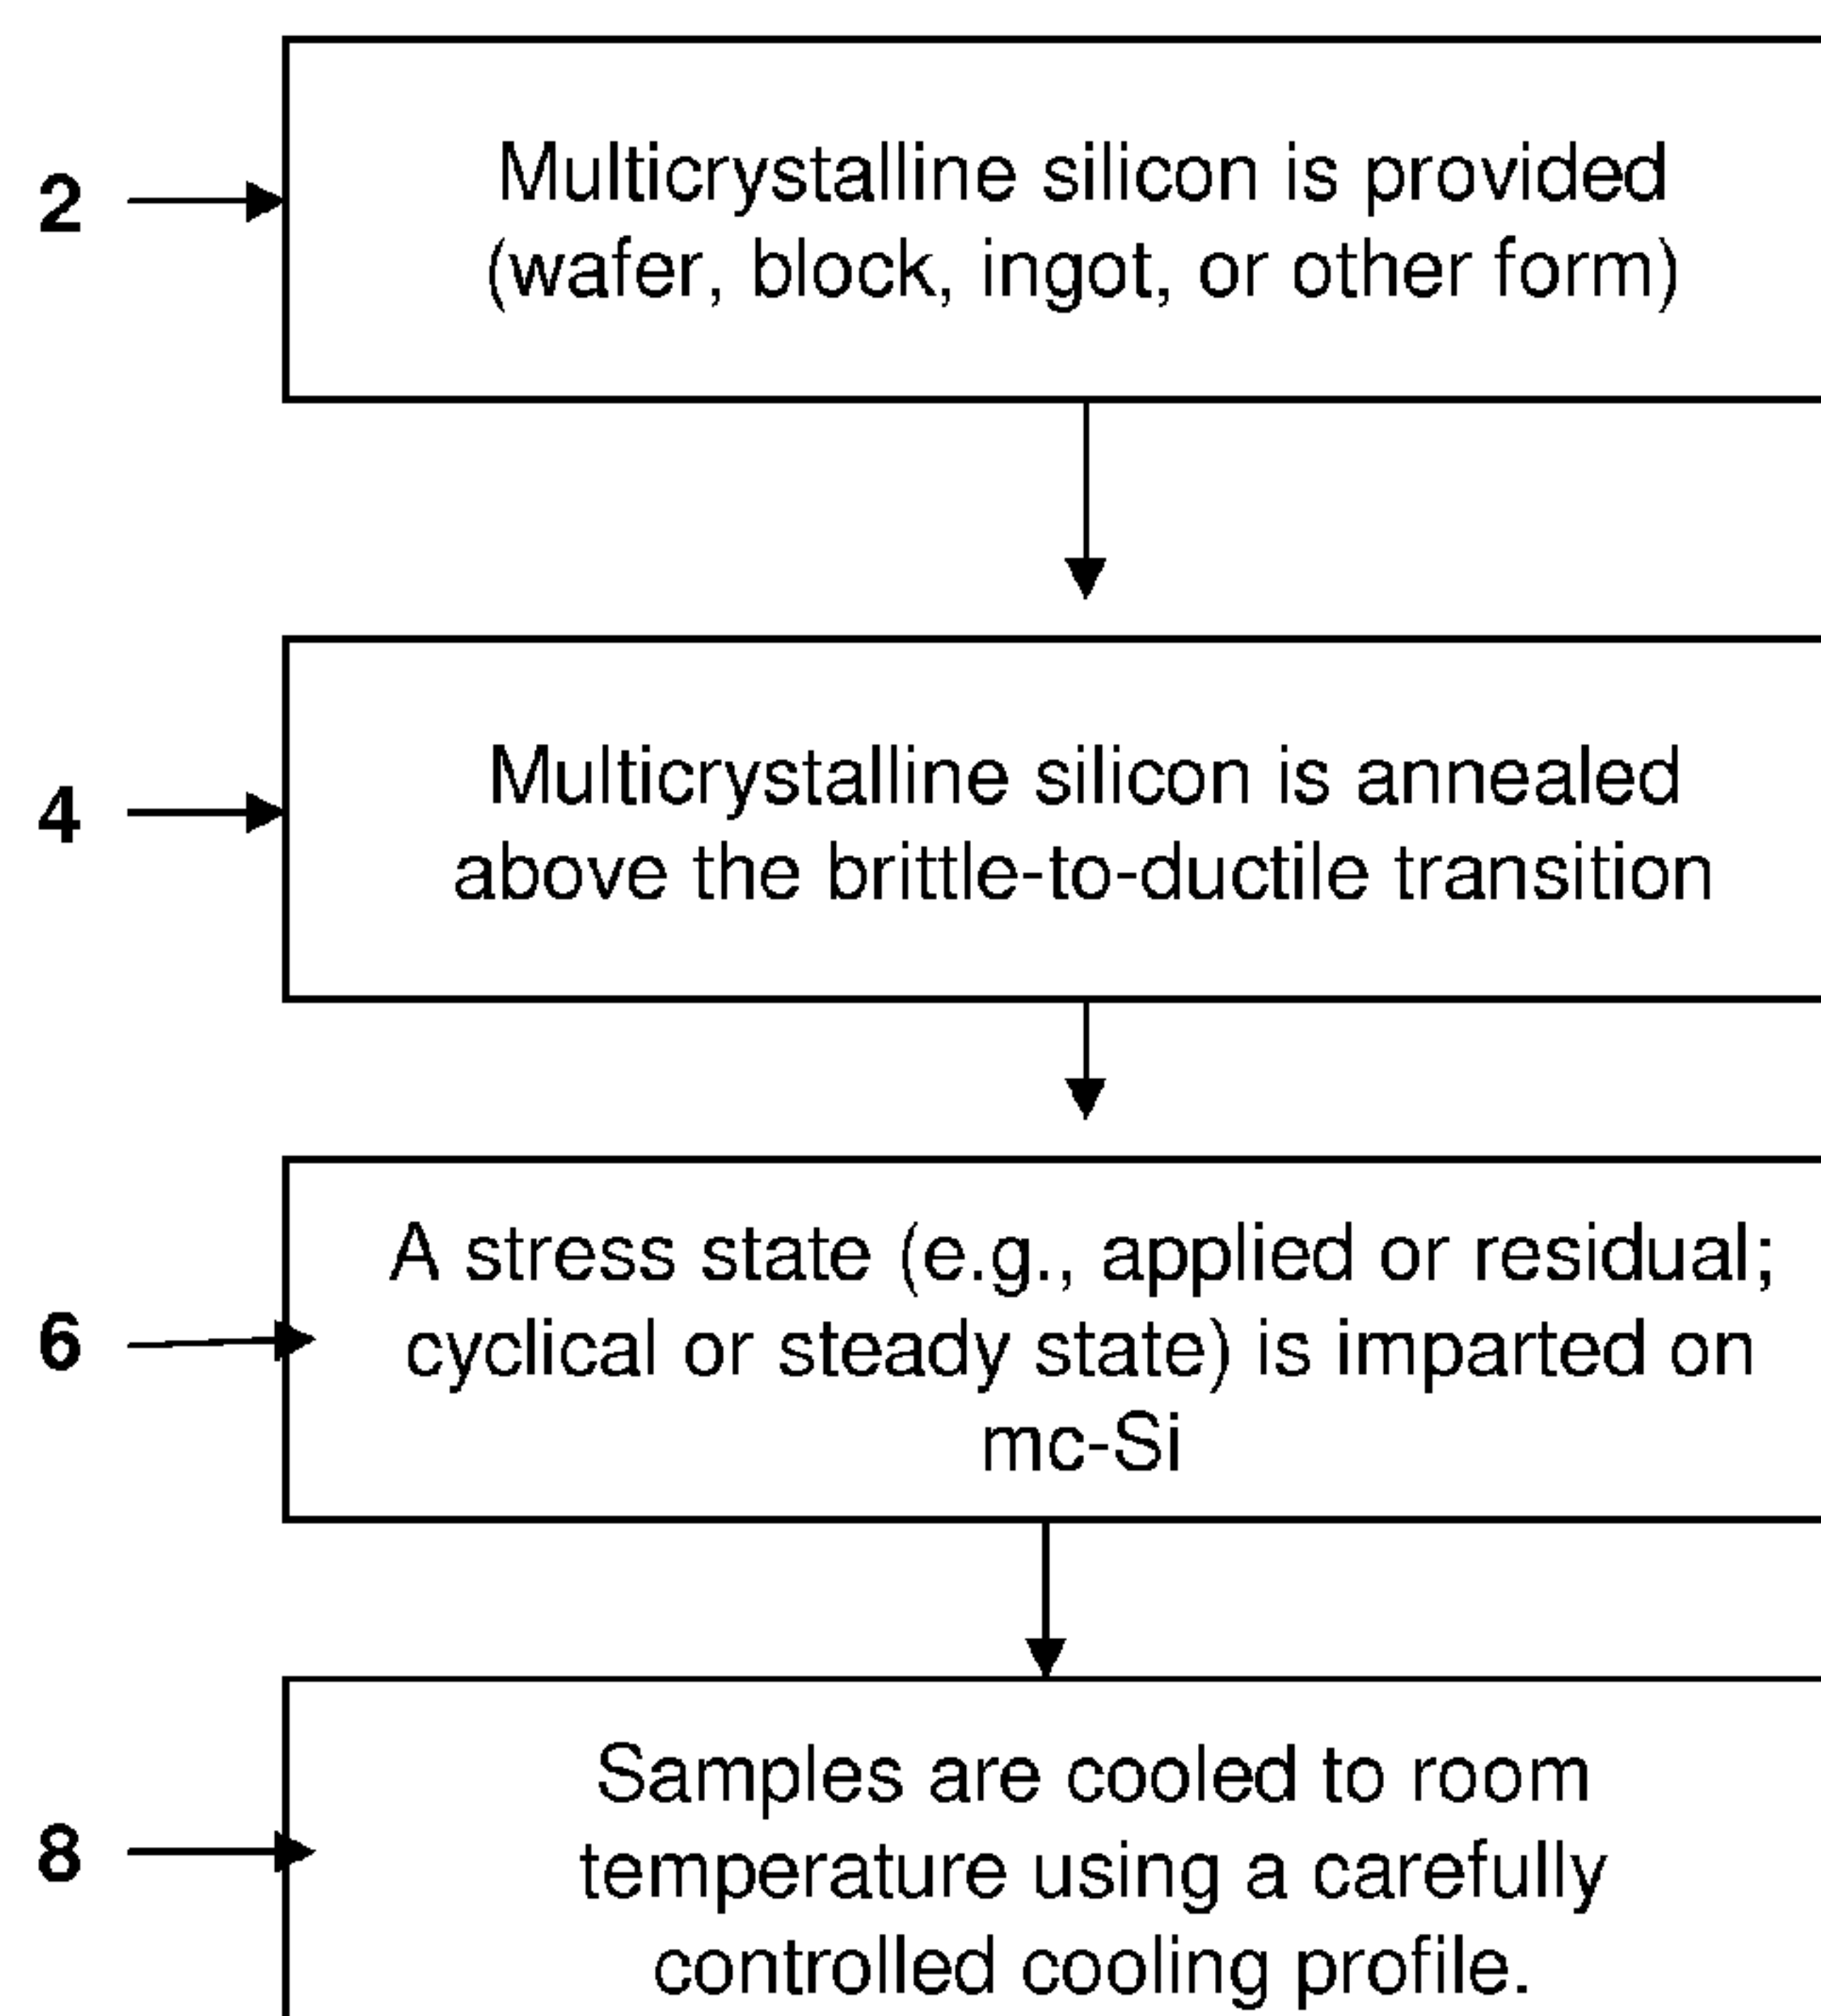 2
Multicrystalline silicon is provided
(wafer, block, ingot, or other form)
4
Multicrystalline silicon is annealed
above the brittle-to-ductile transition
6
A stress state (e.g., applied or residual;
cyclical or steady state) is imparted on
mc-Si
8
Samples are cooled to room
temperature using a carefully
controlled cooling profile.